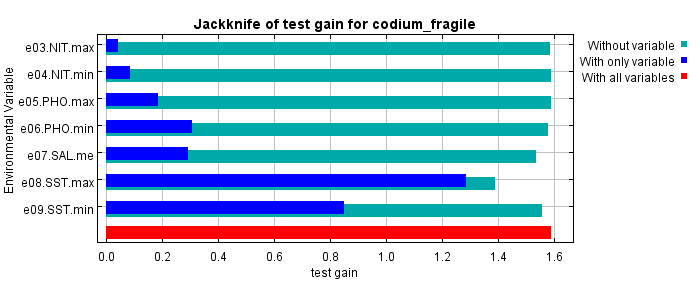 Jackknife of test gain for codium_fragile
Environmental Variable
e03.NIT.max
e04.NIT.min
e05.PHO.max
e06.PHO.min
e07.SAL.me
e08.SST.max
e09.SST.min
0.0 0.2 0.4 0.6 0.8 1.0 1.2 1.4 1.6
test gain
Without variable
With only variable
With all variables